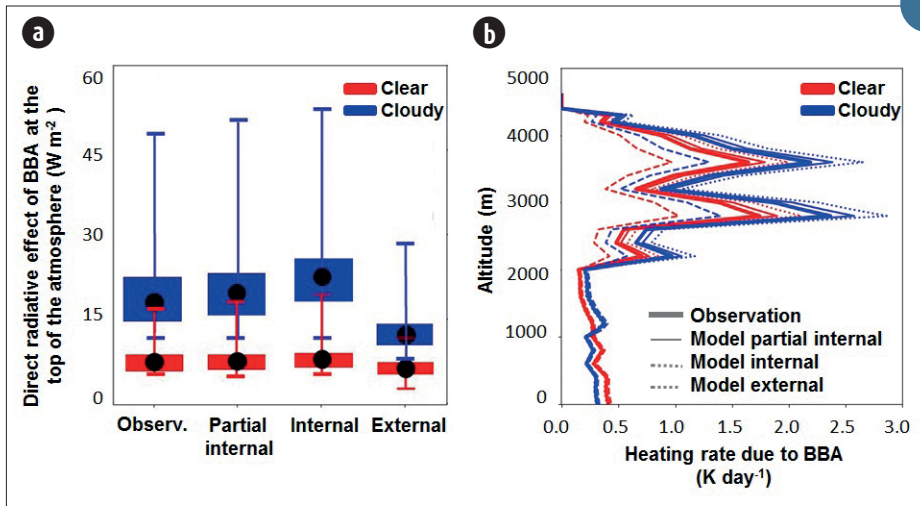 a
Direct radiative effect of BBA at the
top of the atmosphere (W m-2)
60
45
30
15
0
Clear
Cloudy
Observ.
Partial
internal
Internal
External
b
Altitude (m)
5000
4000
3000
2000
1000
0
Clear
Cloudy
Observation
Model partial internal
Model internal
Model external
0.0 0.5 1.0 1.5 2.0 2.5 3.0
Heating rate due to BBA
(K day-1)